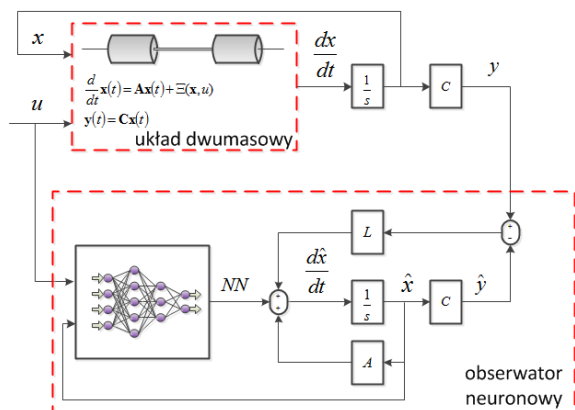 x
dx/dt
y
u
d/dt x(t) = Ax(t) + Ξ(x, u)
y(t) = Cx(t)
układ dwumasowy
1/s
C
L
+
-
NN
dx̂/dt
+
+
+
1/s
x̂
C
ŷ
A
obserwator
neuronowy